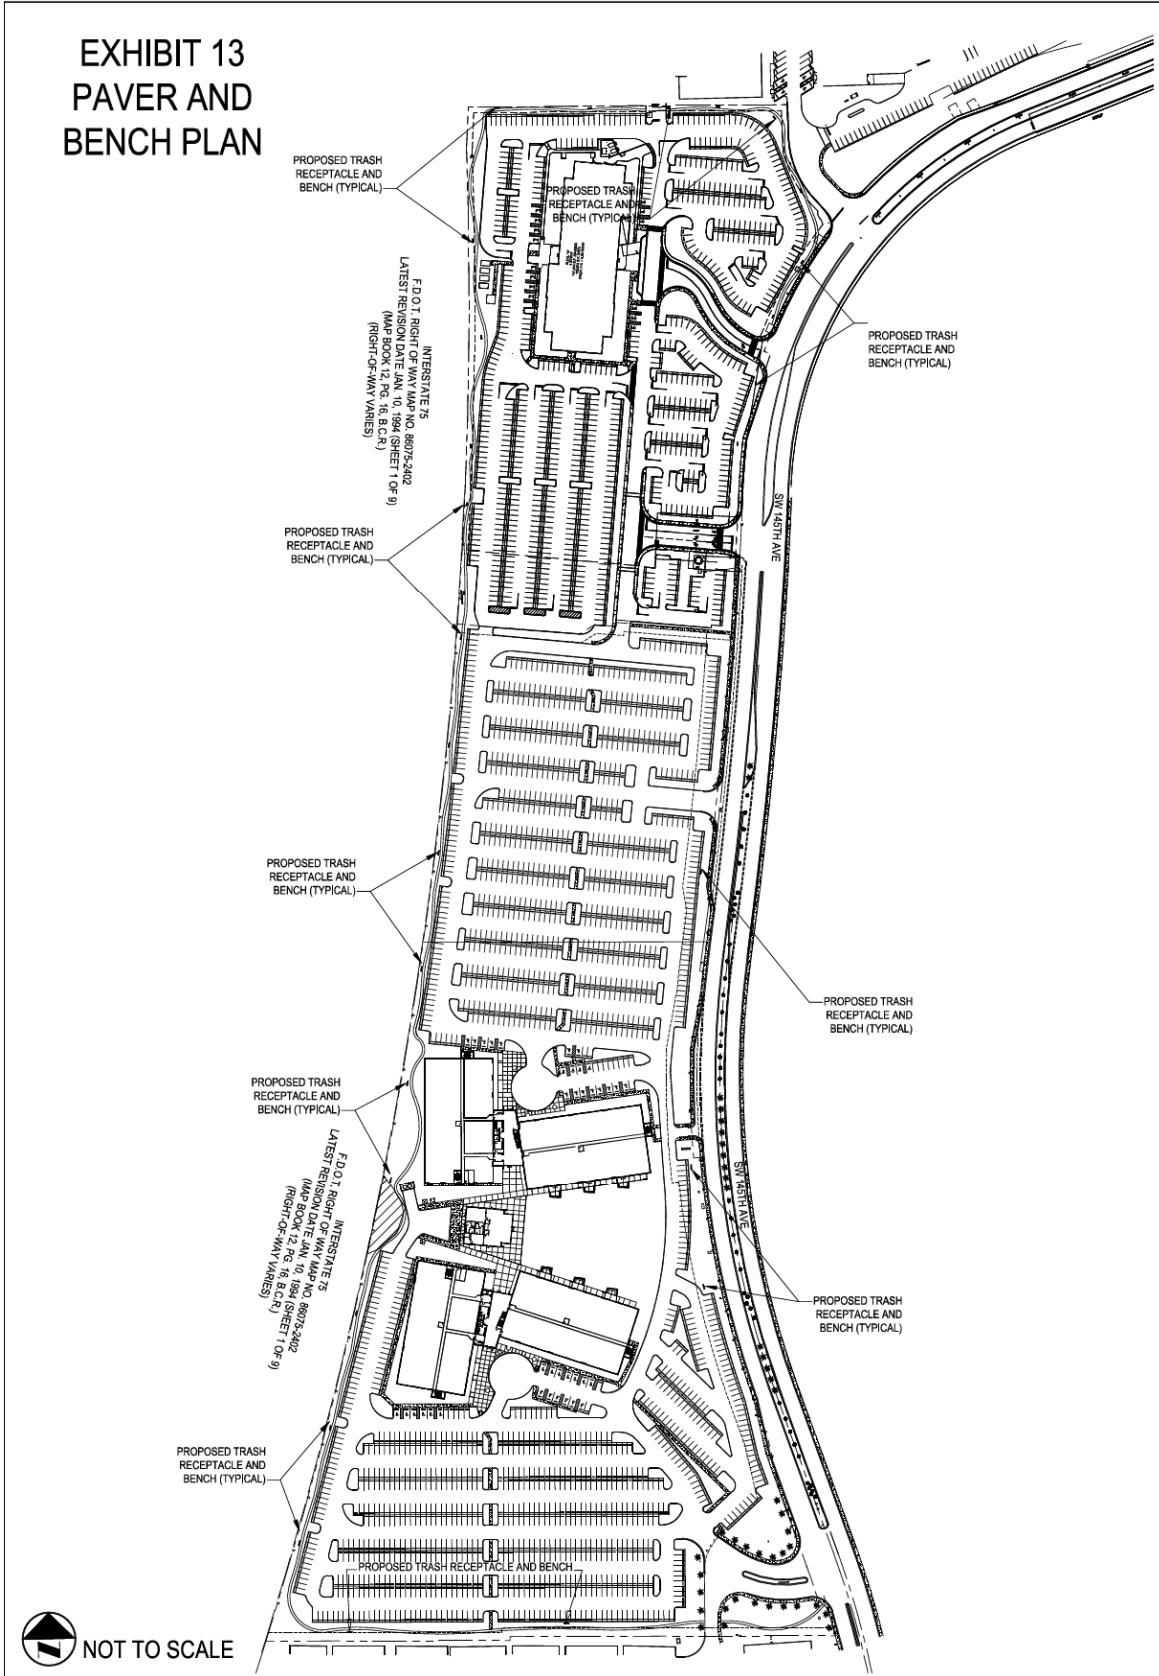 EXHIBIT 13
PAVER AND
BENCH PLAN
PROPOSED TRASH
RECEPTACLE AND
BENCH (TYPICAL)
PROPOSED TRASH
RECEPTACLE AND
BENCH (TYPICAL)
INTERSTATE 75
F.D.O.T. RIGHT OF WAY MAP NO. 86075-2402
LATEST REVISION DATE JAN. 10, 1994 (SHEET 1 OF 9)
(MAP BOOK 12, PG. 16, B.C.R.)
(RIGHT-OF-WAY VARIES)
PROPOSED TRASH
RECEPTACLE AND
BENCH (TYPICAL)
SW 145TH AVE
PROPOSED TRASH
RECEPTACLE AND
BENCH (TYPICAL)
PROPOSED TRASH
RECEPTACLE AND
BENCH (TYPICAL)
PROPOSED TRASH
RECEPTACLE AND
BENCH (TYPICAL)
PROPOSED TRASH
RECEPTACLE AND
BENCH (TYPICAL)
INTERSTATE 75
F.D.O.T. RIGHT OF WAY MAP NO. 86075-2402
LATEST REVISION DATE JAN. 10, 1994 (SHEET 1 OF 9)
(MAP BOOK 12, PG. 16, B.C.R.)
(RIGHT-OF-WAY VARIES)
SW 145TH AVE
PROPOSED TRASH
RECEPTACLE AND
BENCH (TYPICAL)
PROPOSED TRASH
RECEPTACLE AND
BENCH (TYPICAL)
PROPOSED TRASH RECEPTACLE AND BENCH
NOT TO SCALE